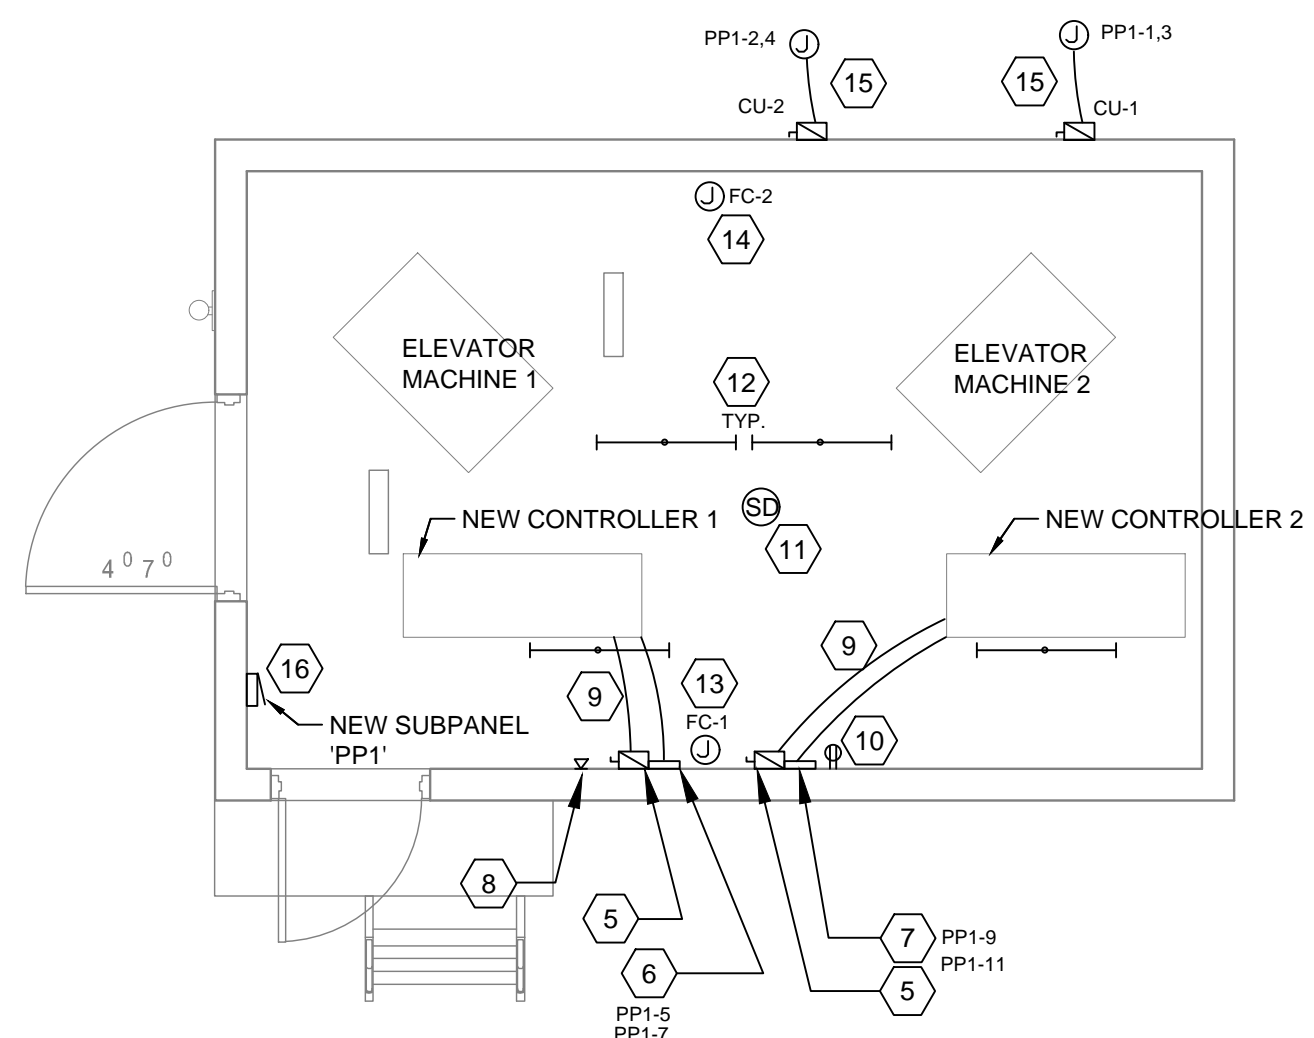 PP1-2,4
J
J
PP1-1,3
15
15
CU-2
CU-1
J
FC-2
14
ELEVATOR
MACHINE 1
ELEVATOR
MACHINE 2
12
TYP.
SD
11
NEW CONTROLLER 1
NEW CONTROLLER 2
4 0 7 0
9
16
9
13
FC-1
J
10
NEW SUBPANEL
'PP1'
8
5
7
PP1-9
PP1-11
6
5
PP1-5
PP1-7